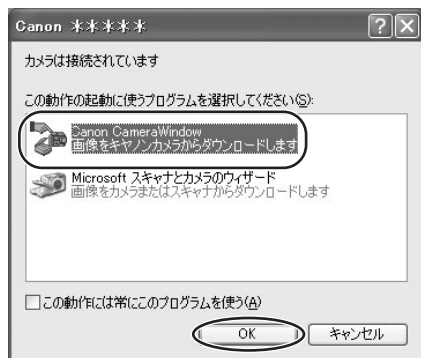 Canon *****
カメラは接続されています
この動作の起動に使うプログラムを選択してください(S):
Canon CameraWindow
画像をキヤノンカメラからダウンロードします
Microsoft スキャナとカメラのウィザード
画像をカメラまたはスキャナからダウンロードします
この動作には常にこのプログラムを使う(A)
OK キャンセル